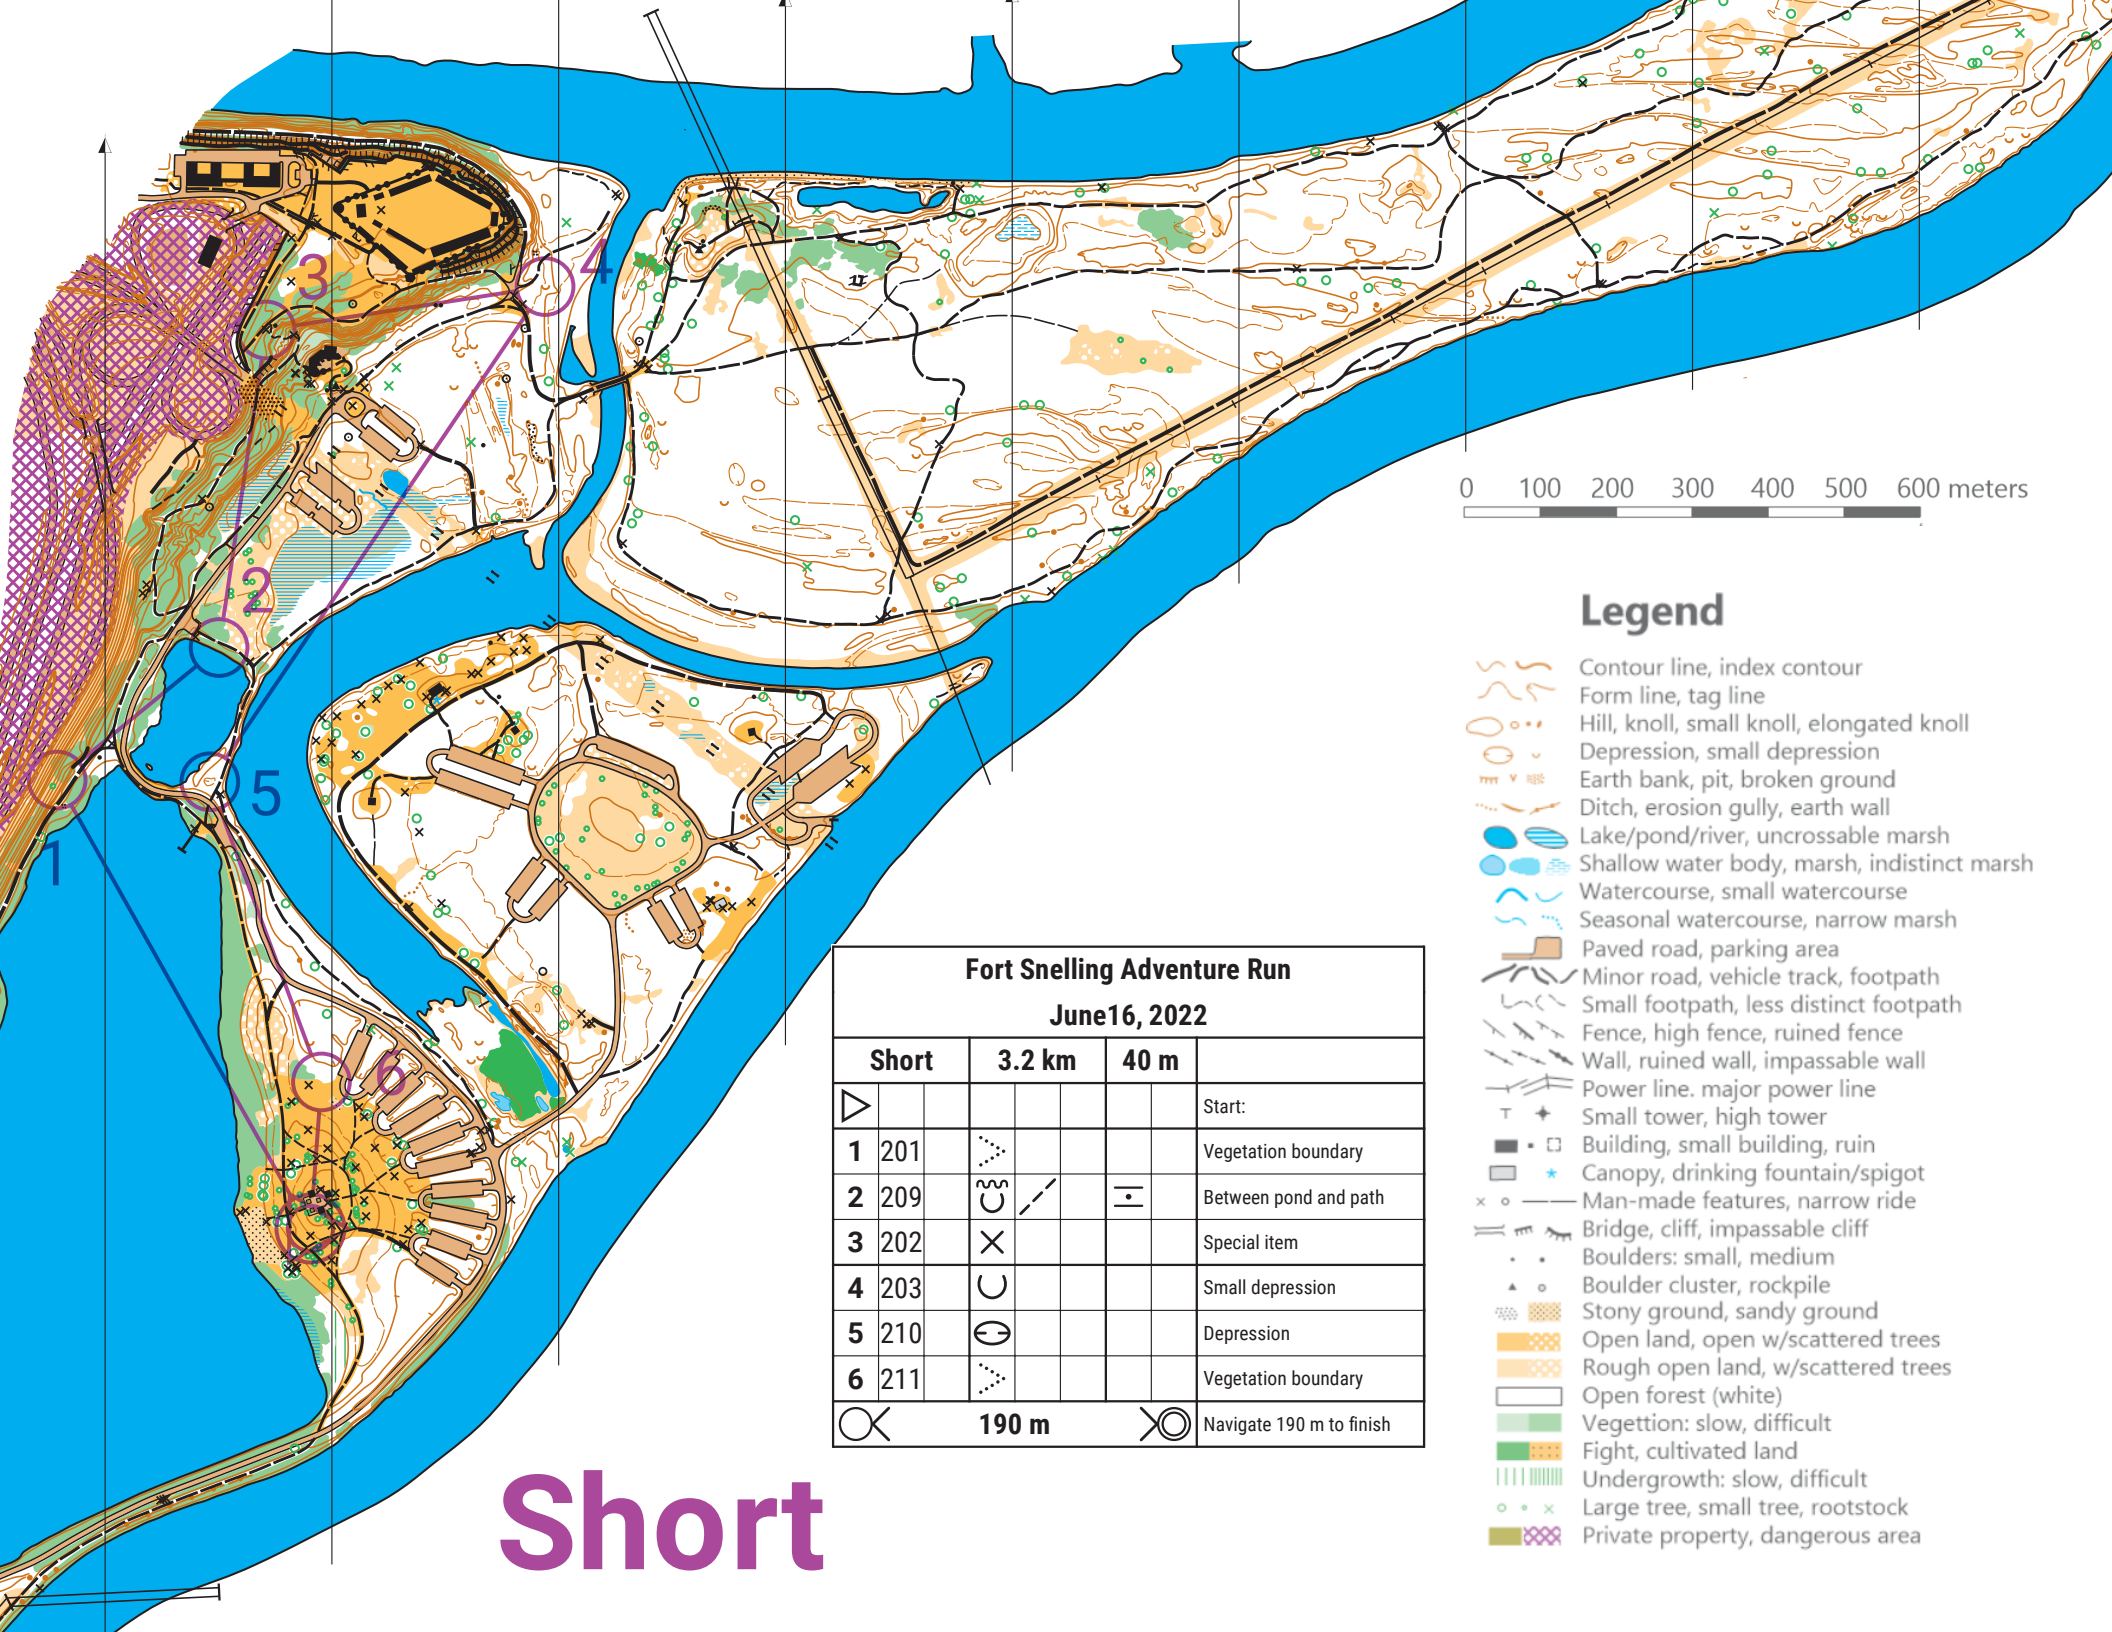 3
4
2
1
5
6
0 100 200 300 400 500 600 meters
Legend
Contour line, index contour
Form line, tag line
Hill, knoll, small knoll, elongated knoll
Depression, small depression
Earth bank, pit, broken ground
Ditch, erosion gully, earth wall
Lake/pond/river, uncrossable marsh
Shallow water body, marsh, indistinct marsh
Watercourse, small watercourse
Seasonal watercourse, narrow marsh
Paved road, parking area
Minor road, vehicle track, footpath
Small footpath, less distinct footpath
Fence, high fence, ruined fence
Wall, ruined wall, impassable wall
Power line. major power line
Small tower, high tower
Building, small building, ruin
Canopy, drinking fountain/spigot
Man-made features, narrow ride
Bridge, cliff, impassable cliff
Boulders: small, medium
Boulder cluster, rockpile
Stony ground, sandy ground
Open land, open w/scattered trees
Rough open land, w/scattered trees
Open forest (white)
Vegettion: slow, difficult
Fight, cultivated land
Undergrowth: slow, difficult
Large tree, small tree, rootstock
Private property, dangerous area
Fort Snelling Adventure Run
June16, 2022
Short 3.2 km 40 m
Start:
1 201 Vegetation boundary
2 209 Between pond and path
3 202 Special item
4 203 Small depression
5 210 Depression
6 211 Vegetation boundary
190 m Navigate 190 m to finish
Short